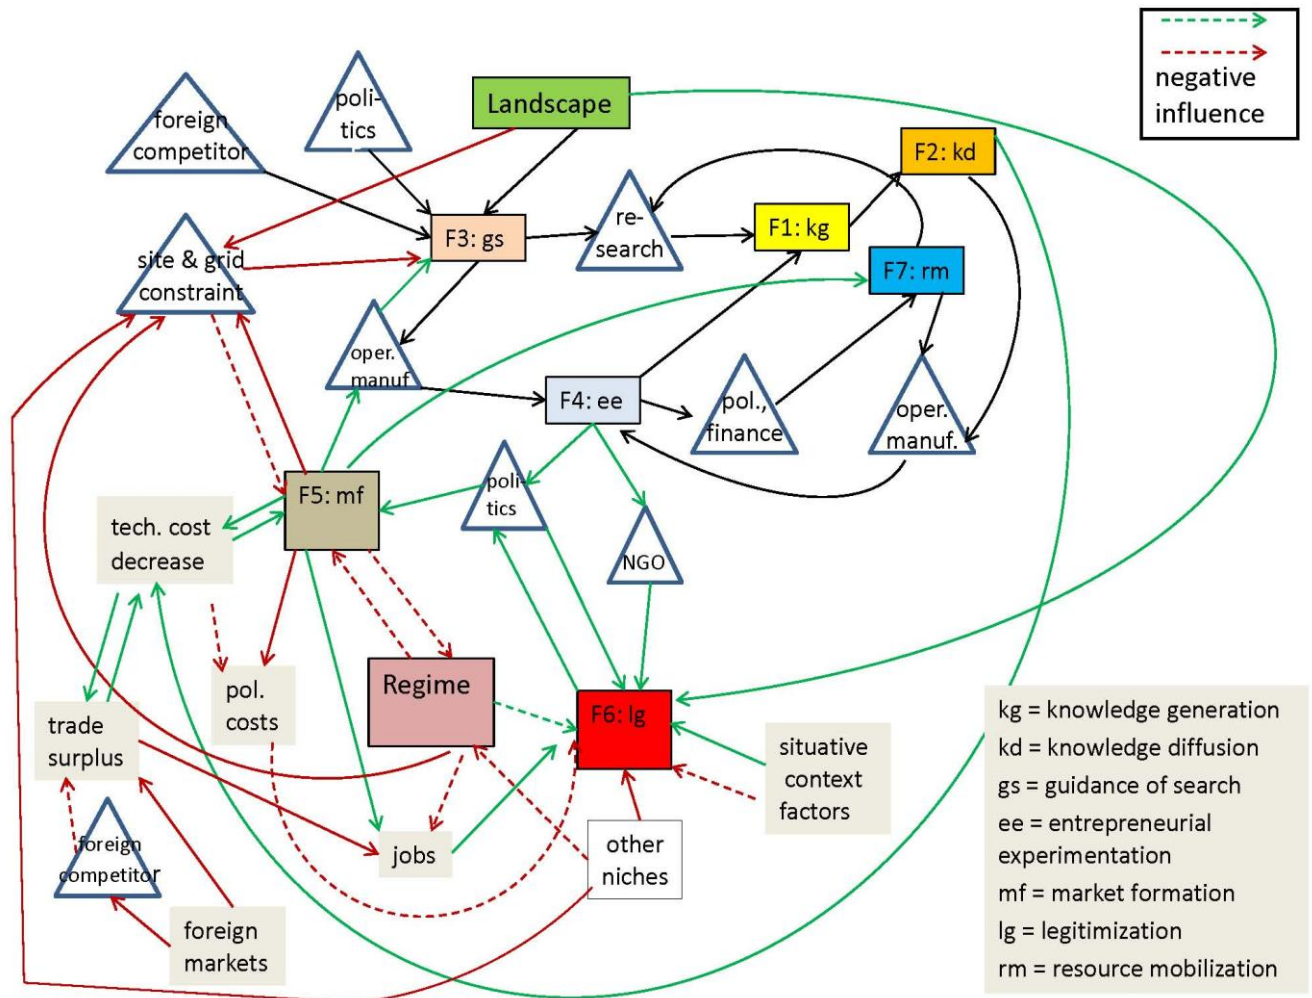 negative
influence
poli-
tics
Landscape
foreign
competitor
F2: kd
re-
search
F1: kg
F3: gs
site & grid
constraint
F7: rm
oper.
manuf
F4: ee
pol.,
finance
oper.
manuf.
F5: mf
poli-
tics
tech. cost
decrease
NGO
Regime
pol.
costs
F6: lg
trade
surplus
situative
context
factors
foreign
competitor
jobs
other
niches
foreign
markets
kg = knowledge generation
kd = knowledge diffusion
gs = guidance of search
ee = entrepreneurial
experimentation
mf = market formation
lg = legitimization
rm = resource mobilization